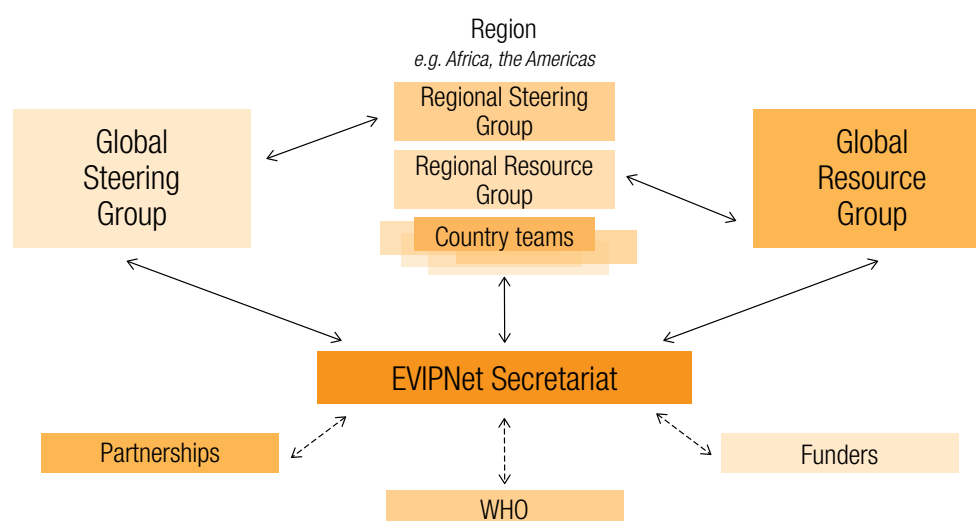 Region
e.g. Africa, the Americas
Regional Steering
Group
Global
Steering
Group
Regional Resource
Group
Global
Resource
Group
Country teams
EVIPNet Secretariat
Partnerships
Funders
WHO